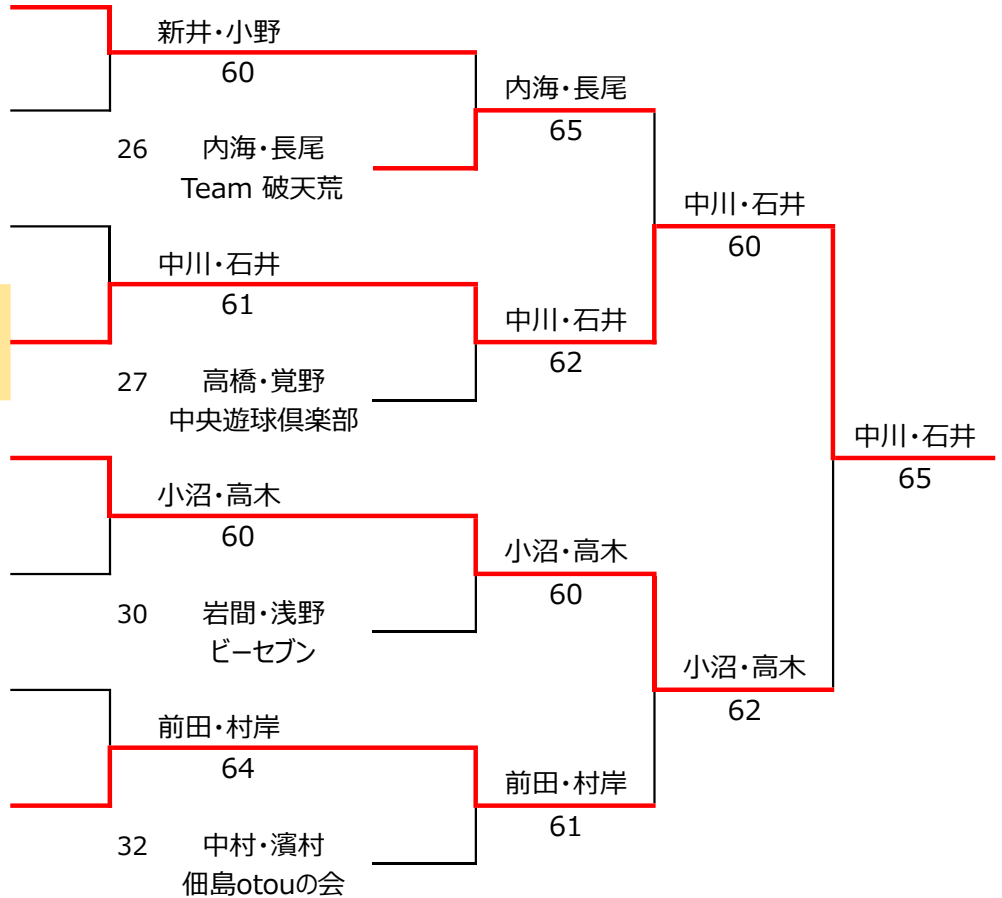 新井・小野
60
内海・長尾
65
26 内海・長尾
Team 破天荒
中川・石井
60
中川・石井
61
中川・石井
62
27 高橋・覚野
中央遊球倶楽部
中川・石井
65
小沼・高木
60
小沼・高木
60
30 岩間・浅野
ビーセブン
小沼・高木
62
前田・村岸
64
前田・村岸
61
32 中村・濱村
佃島otouの会